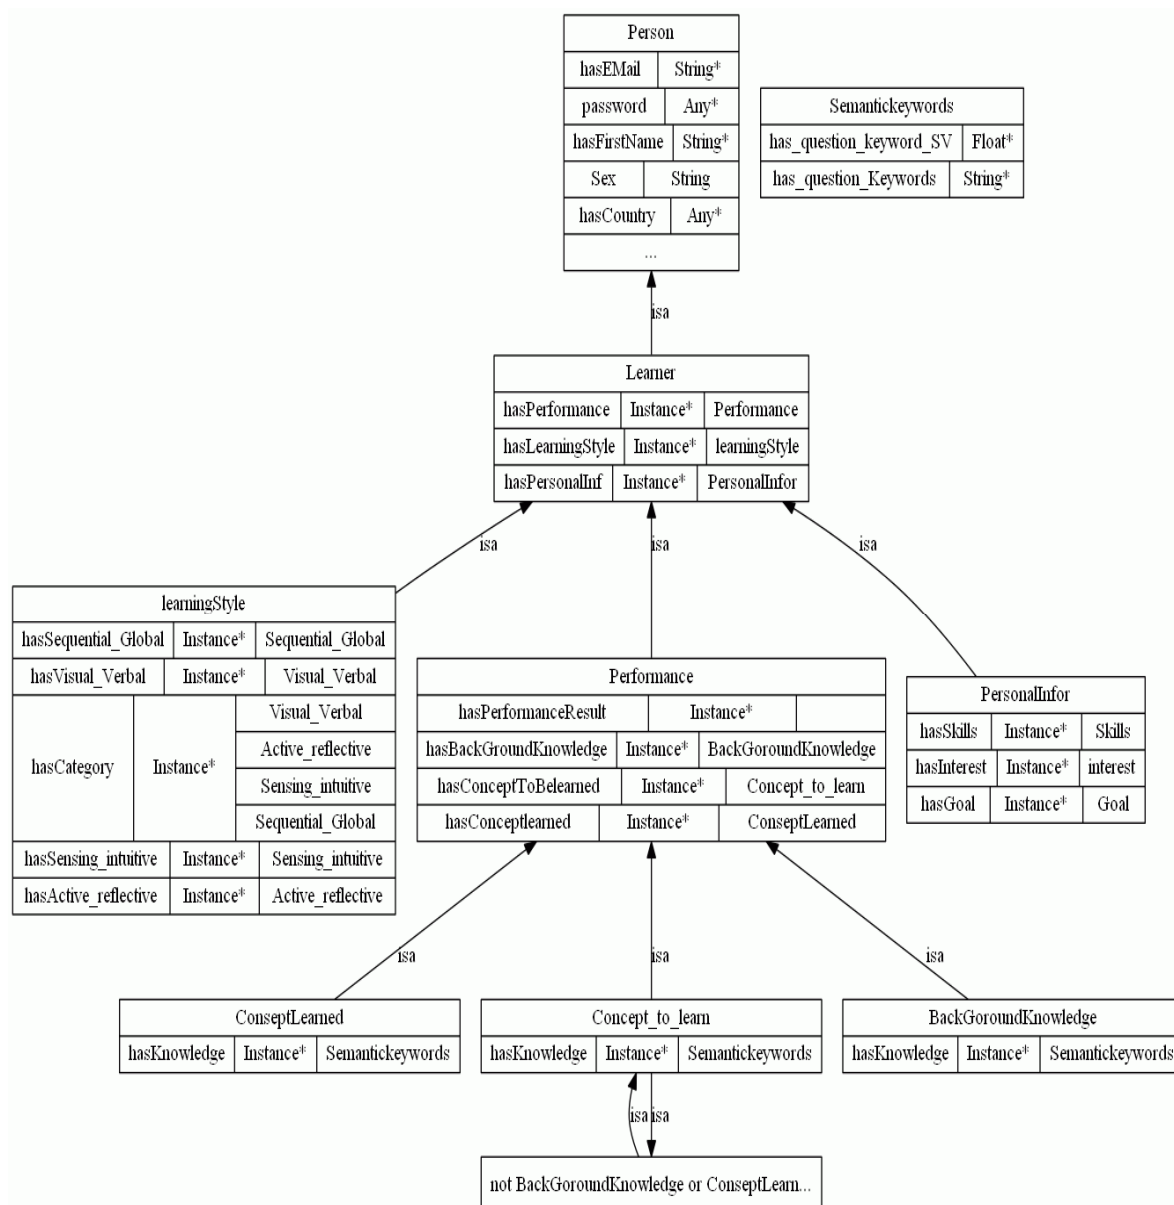 Person
hasEMail String*
password Any*
hasFirstName String*
Sex String
hasCountry Any*
...
Semantickeywords
has_question_keyword_SV Float*
has_question_Keywords String*
isa
Learner
hasPerformance Instance* Performance
hasLearningStyle Instance* learningStyle
hasPersonalInf Instance* PersonalInfor
isa
isa
isa
learningStyle
hasSequential_Global Instance* Sequential_Global
hasVisual_Verbal Instance* Visual_Verbal
hasCategory Instance* Visual_Verbal
Active_reflective
Sensing_intuitive
Sequential_Global
hasSensing_intuitive Instance* Sensing_intuitive
hasActive_reflective Instance* Active_reflective
Performance
hasPerformanceResult Instance*
hasBackGroundKnowledge Instance* BackGoroundKnowledge
hasConceptToBelearned Instance* Concept_to_learn
hasConceptlearned Instance* ConseptLearned
PersonalInfor
hasSkills Instance* Skills
hasInterest Instance* interest
hasGoal Instance* Goal
isa
isa
isa
ConseptLearned
hasKnowledge Instance* Semantickeywords
Concept_to_learn
hasKnowledge Instance* Semantickeywords
BackGoroundKnowledge
hasKnowledge Instance* Semantickeywords
isa isa
not BackGoroundKnowledge or ConseptLearn...